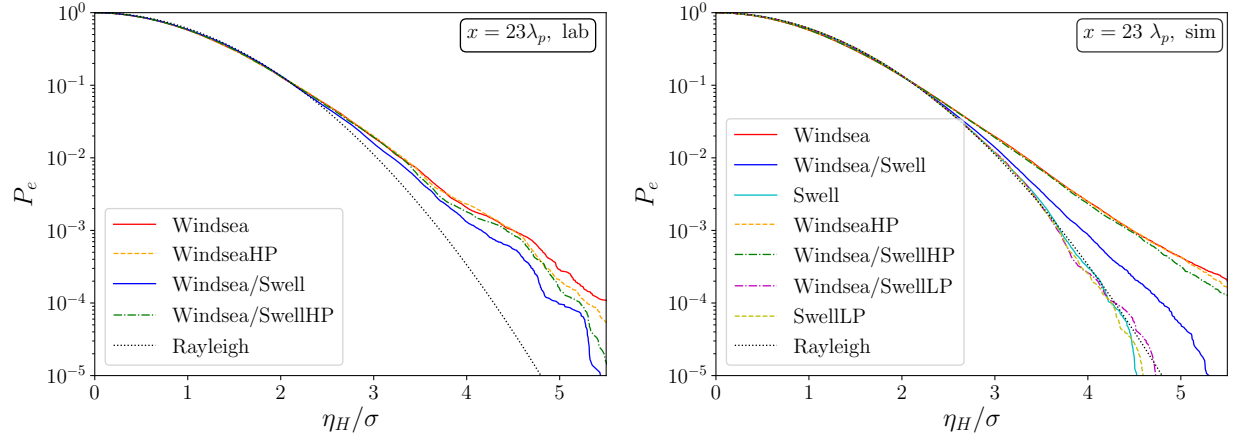 x = 23λ_p, lab
10^0
10^-1
10^-2
10^-3
10^-4
10^-5
P_e
Windsea
WindseaHP
Windsea/Swell
Windsea/SwellHP
Rayleigh
0 1 2 3 4 5
η_H/σ
x = 23 λ_p, sim
10^0
10^-1
10^-2
10^-3
10^-4
10^-5
P_e
Windsea
Windsea/Swell
Swell
WindseaHP
Windsea/SwellHP
Windsea/SwellLP
SwellLP
Rayleigh
0 1 2 3 4 5
η_H/σ